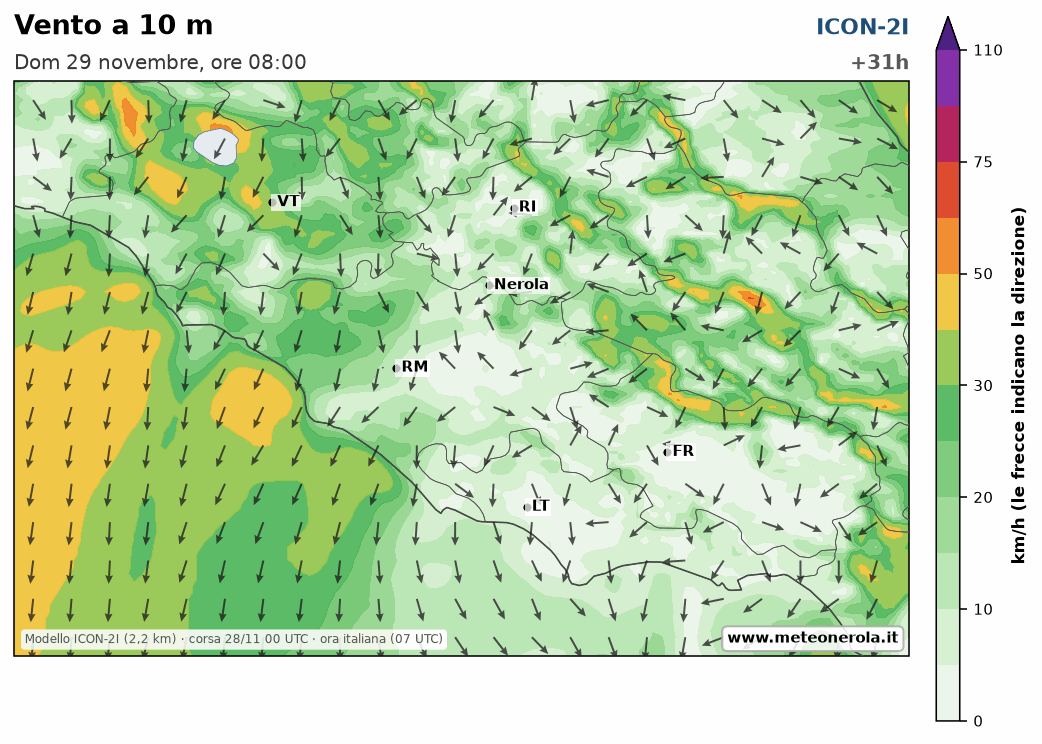 Vento a 10 m
ICON-2I
Dom 29 novembre, ore 08:00
+31h
110
75
50
30
20
10
0
km/h (le frecce indicano la direzione)
VT
RI
Nerola
RM
FR
LT
Modello ICON-2I (2,2 km) · corsa 28/11 00 UTC · ora italiana (07 UTC)
www.meteonerola.it